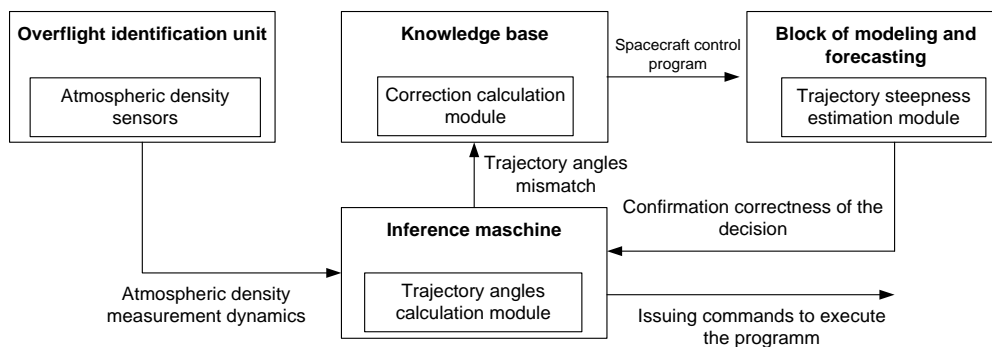 Overflight identification unit
Atmospheric density
sensors
Knowledge base
Correction calculation
module
Spacecraft control
program
Block of modeling and
forecasting
Trajectory steepness
estimation module
Trajectory angles
mismatch
Confirmation correctness of the
decision
Inference maschine
Trajectory angles
calculation module
Atmospheric density
measurement dynamics
Issuing commands to execute
the programm